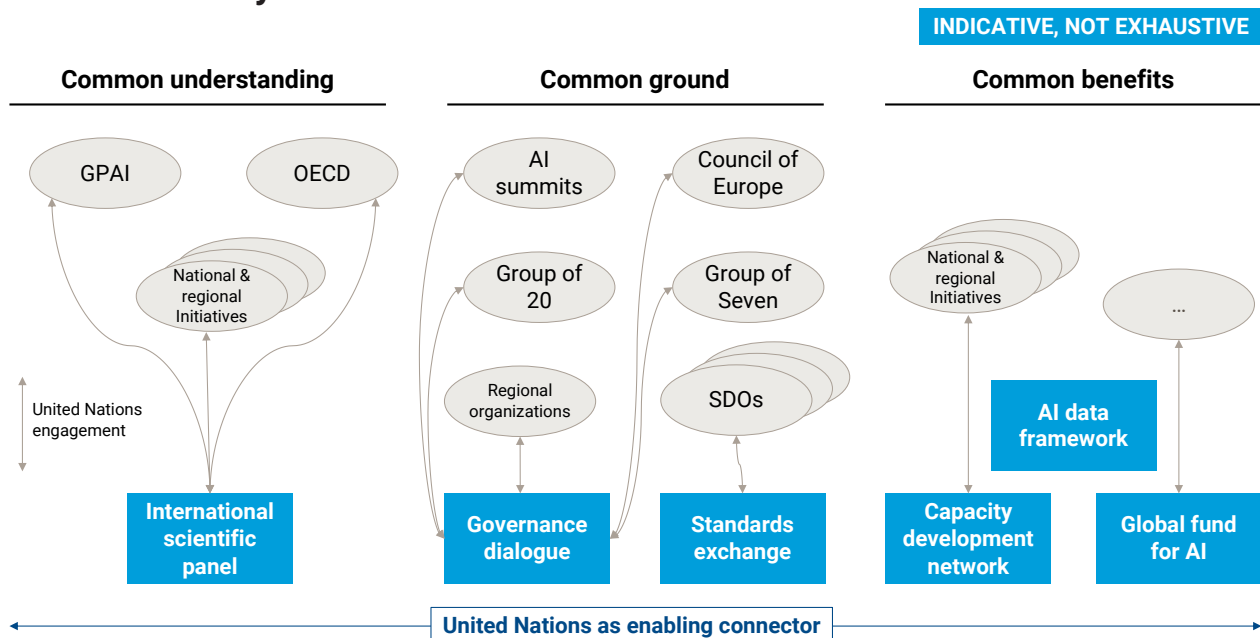 INDICATIVE, NOT EXHAUSTIVE
Common understanding
Common ground
Common benefits
GPAI
OECD
National &
regional
Initiatives
United Nations
engagement
International
scientific
panel
AI
summits
Council of
Europe
Group of
20
Group of
Seven
Regional
organizations
SDOs
Governance
dialogue
Standards
exchange
National &
regional
Initiatives
...
AI data
framework
Capacity
development
network
Global fund
for AI
United Nations as enabling connector